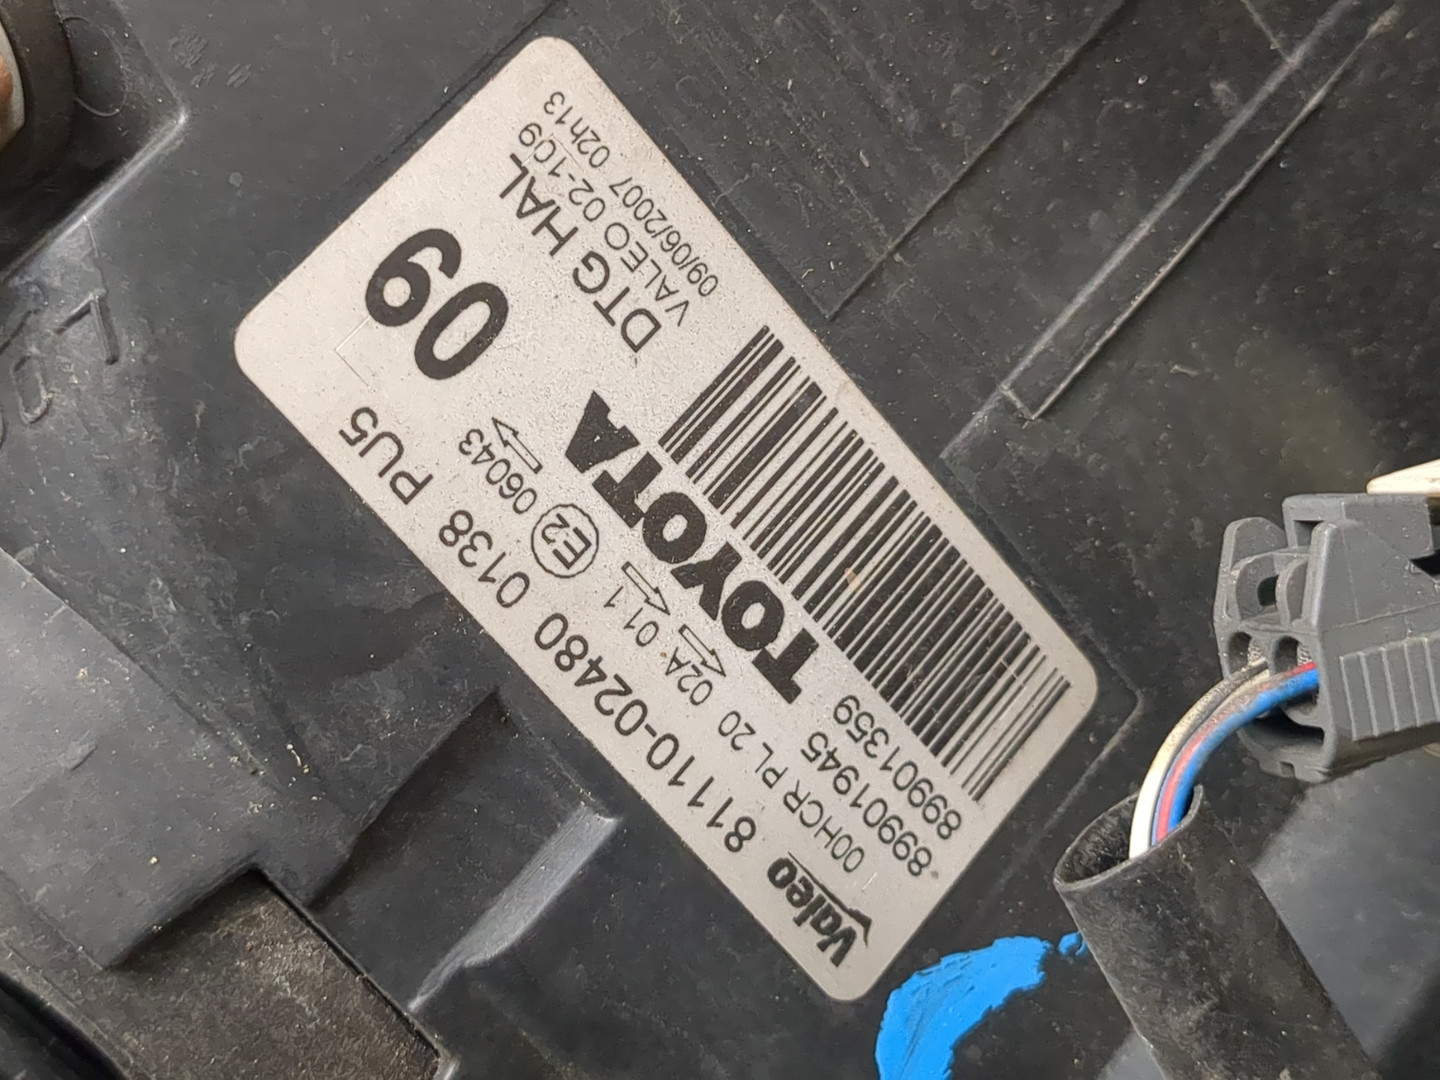 Valeo 81110-02480 0138 PU5
00HCR PL 20 02A 01 1 E2 06043
89901945
89901359
TOYOTA
09
DTG HAL
VALEO 02-109
09/06/2007 02h13